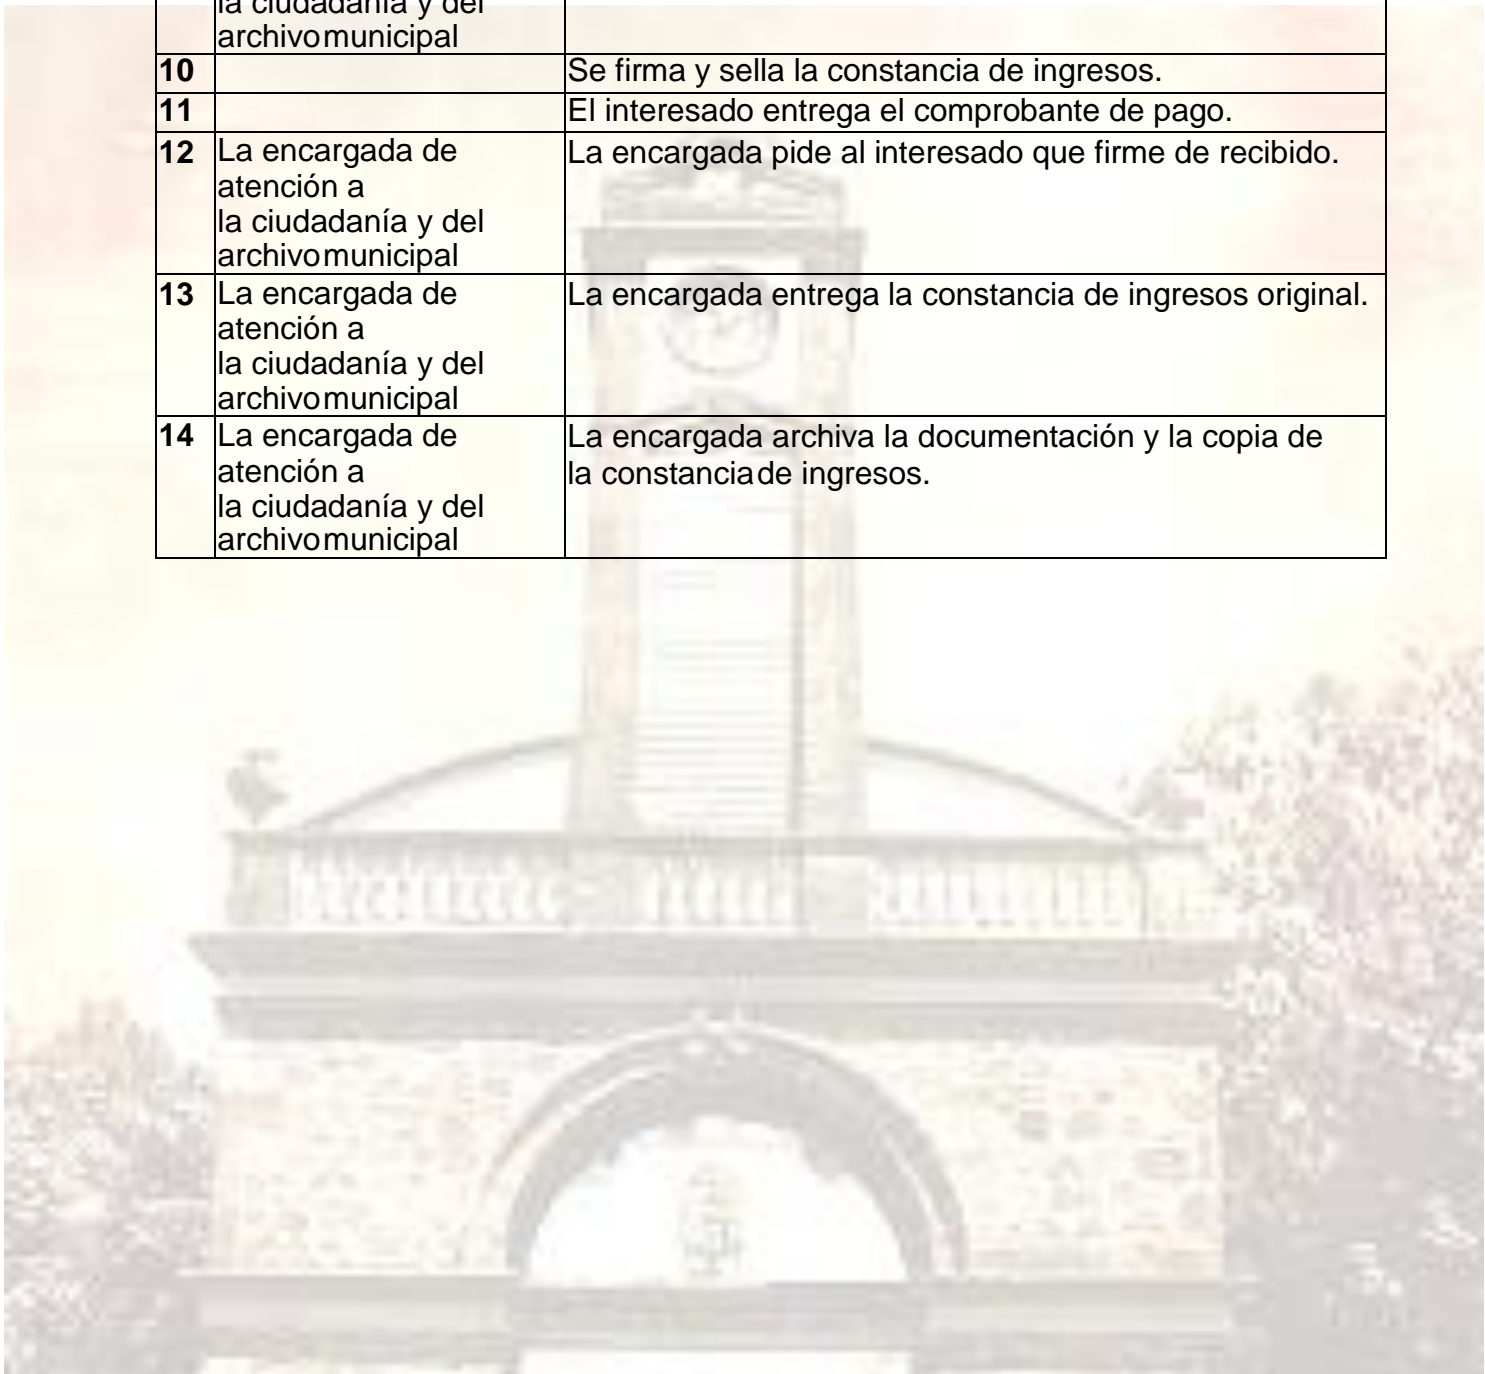 la ciudadanía y del
archivo municipal
10 Se firma y sella la constancia de ingresos.
11 El interesado entrega el comprobante de pago.
12 La encargada de La encargada pide al interesado que firme de recibido.
atención a
la ciudadanía y del
archivo municipal
13 La encargada de La encargada entrega la constancia de ingresos original.
atención a
la ciudadanía y del
archivo municipal
14 La encargada de La encargada archiva la documentación y la copia de
atención a la constancia de ingresos.
la ciudadanía y del
archivo municipal